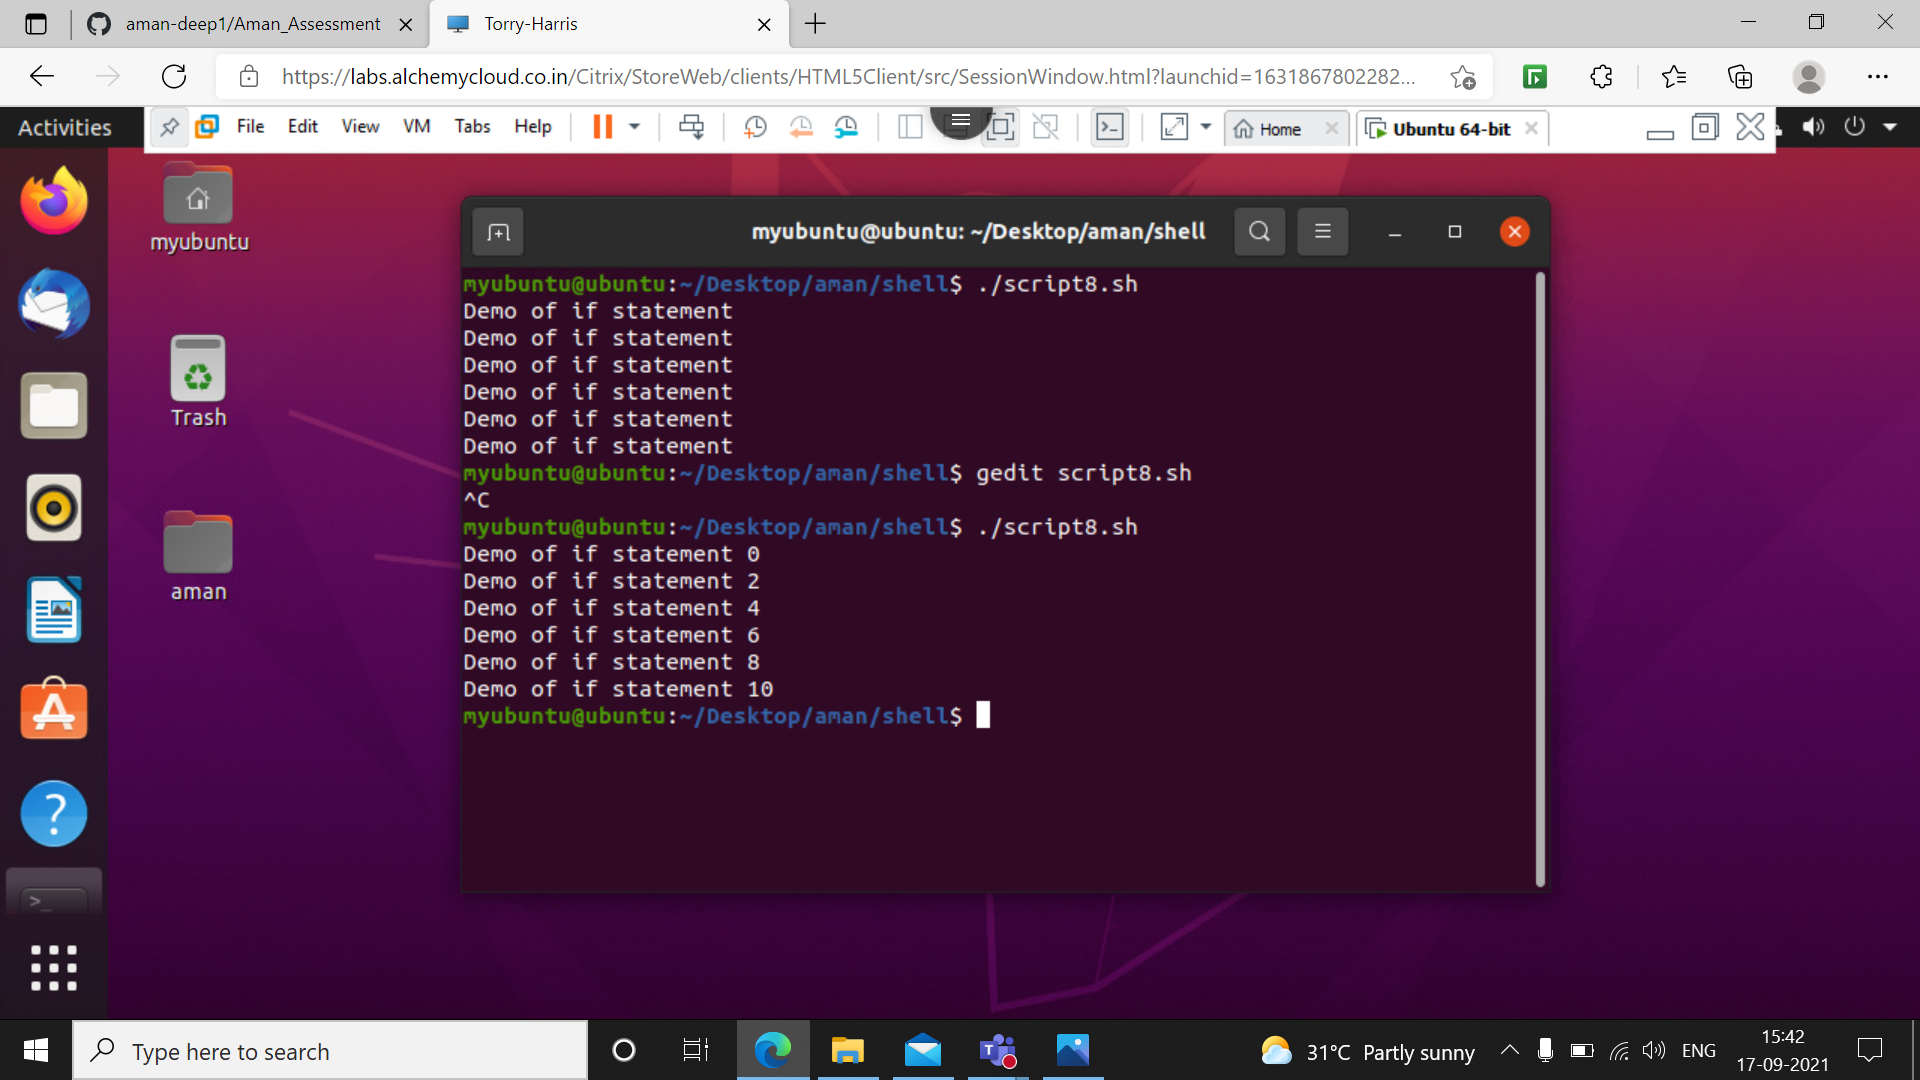 aman-deep1/Aman_Assessment
Torry-Harris
https://labs.alchemycloud.co.in/Citrix/StoreWeb/clients/HTML5Client/src/SessionWindow.html?launchid=1631867802282...
Activities
File Edit View VM Tabs Help
Home
Ubuntu 64-bit
myubuntu
Trash
aman
myubuntu@ubuntu: ~/Desktop/aman/shell
myubuntu@ubuntu:~/Desktop/aman/shell$ ./script8.sh
Demo of if statement
Demo of if statement
Demo of if statement
Demo of if statement
Demo of if statement
Demo of if statement
myubuntu@ubuntu:~/Desktop/aman/shell$ gedit script8.sh
^C
myubuntu@ubuntu:~/Desktop/aman/shell$ ./script8.sh
Demo of if statement 0
Demo of if statement 2
Demo of if statement 4
Demo of if statement 6
Demo of if statement 8
Demo of if statement 10
myubuntu@ubuntu:~/Desktop/aman/shell$
Type here to search
31°C Partly sunny
ENG
15:42
17-09-2021